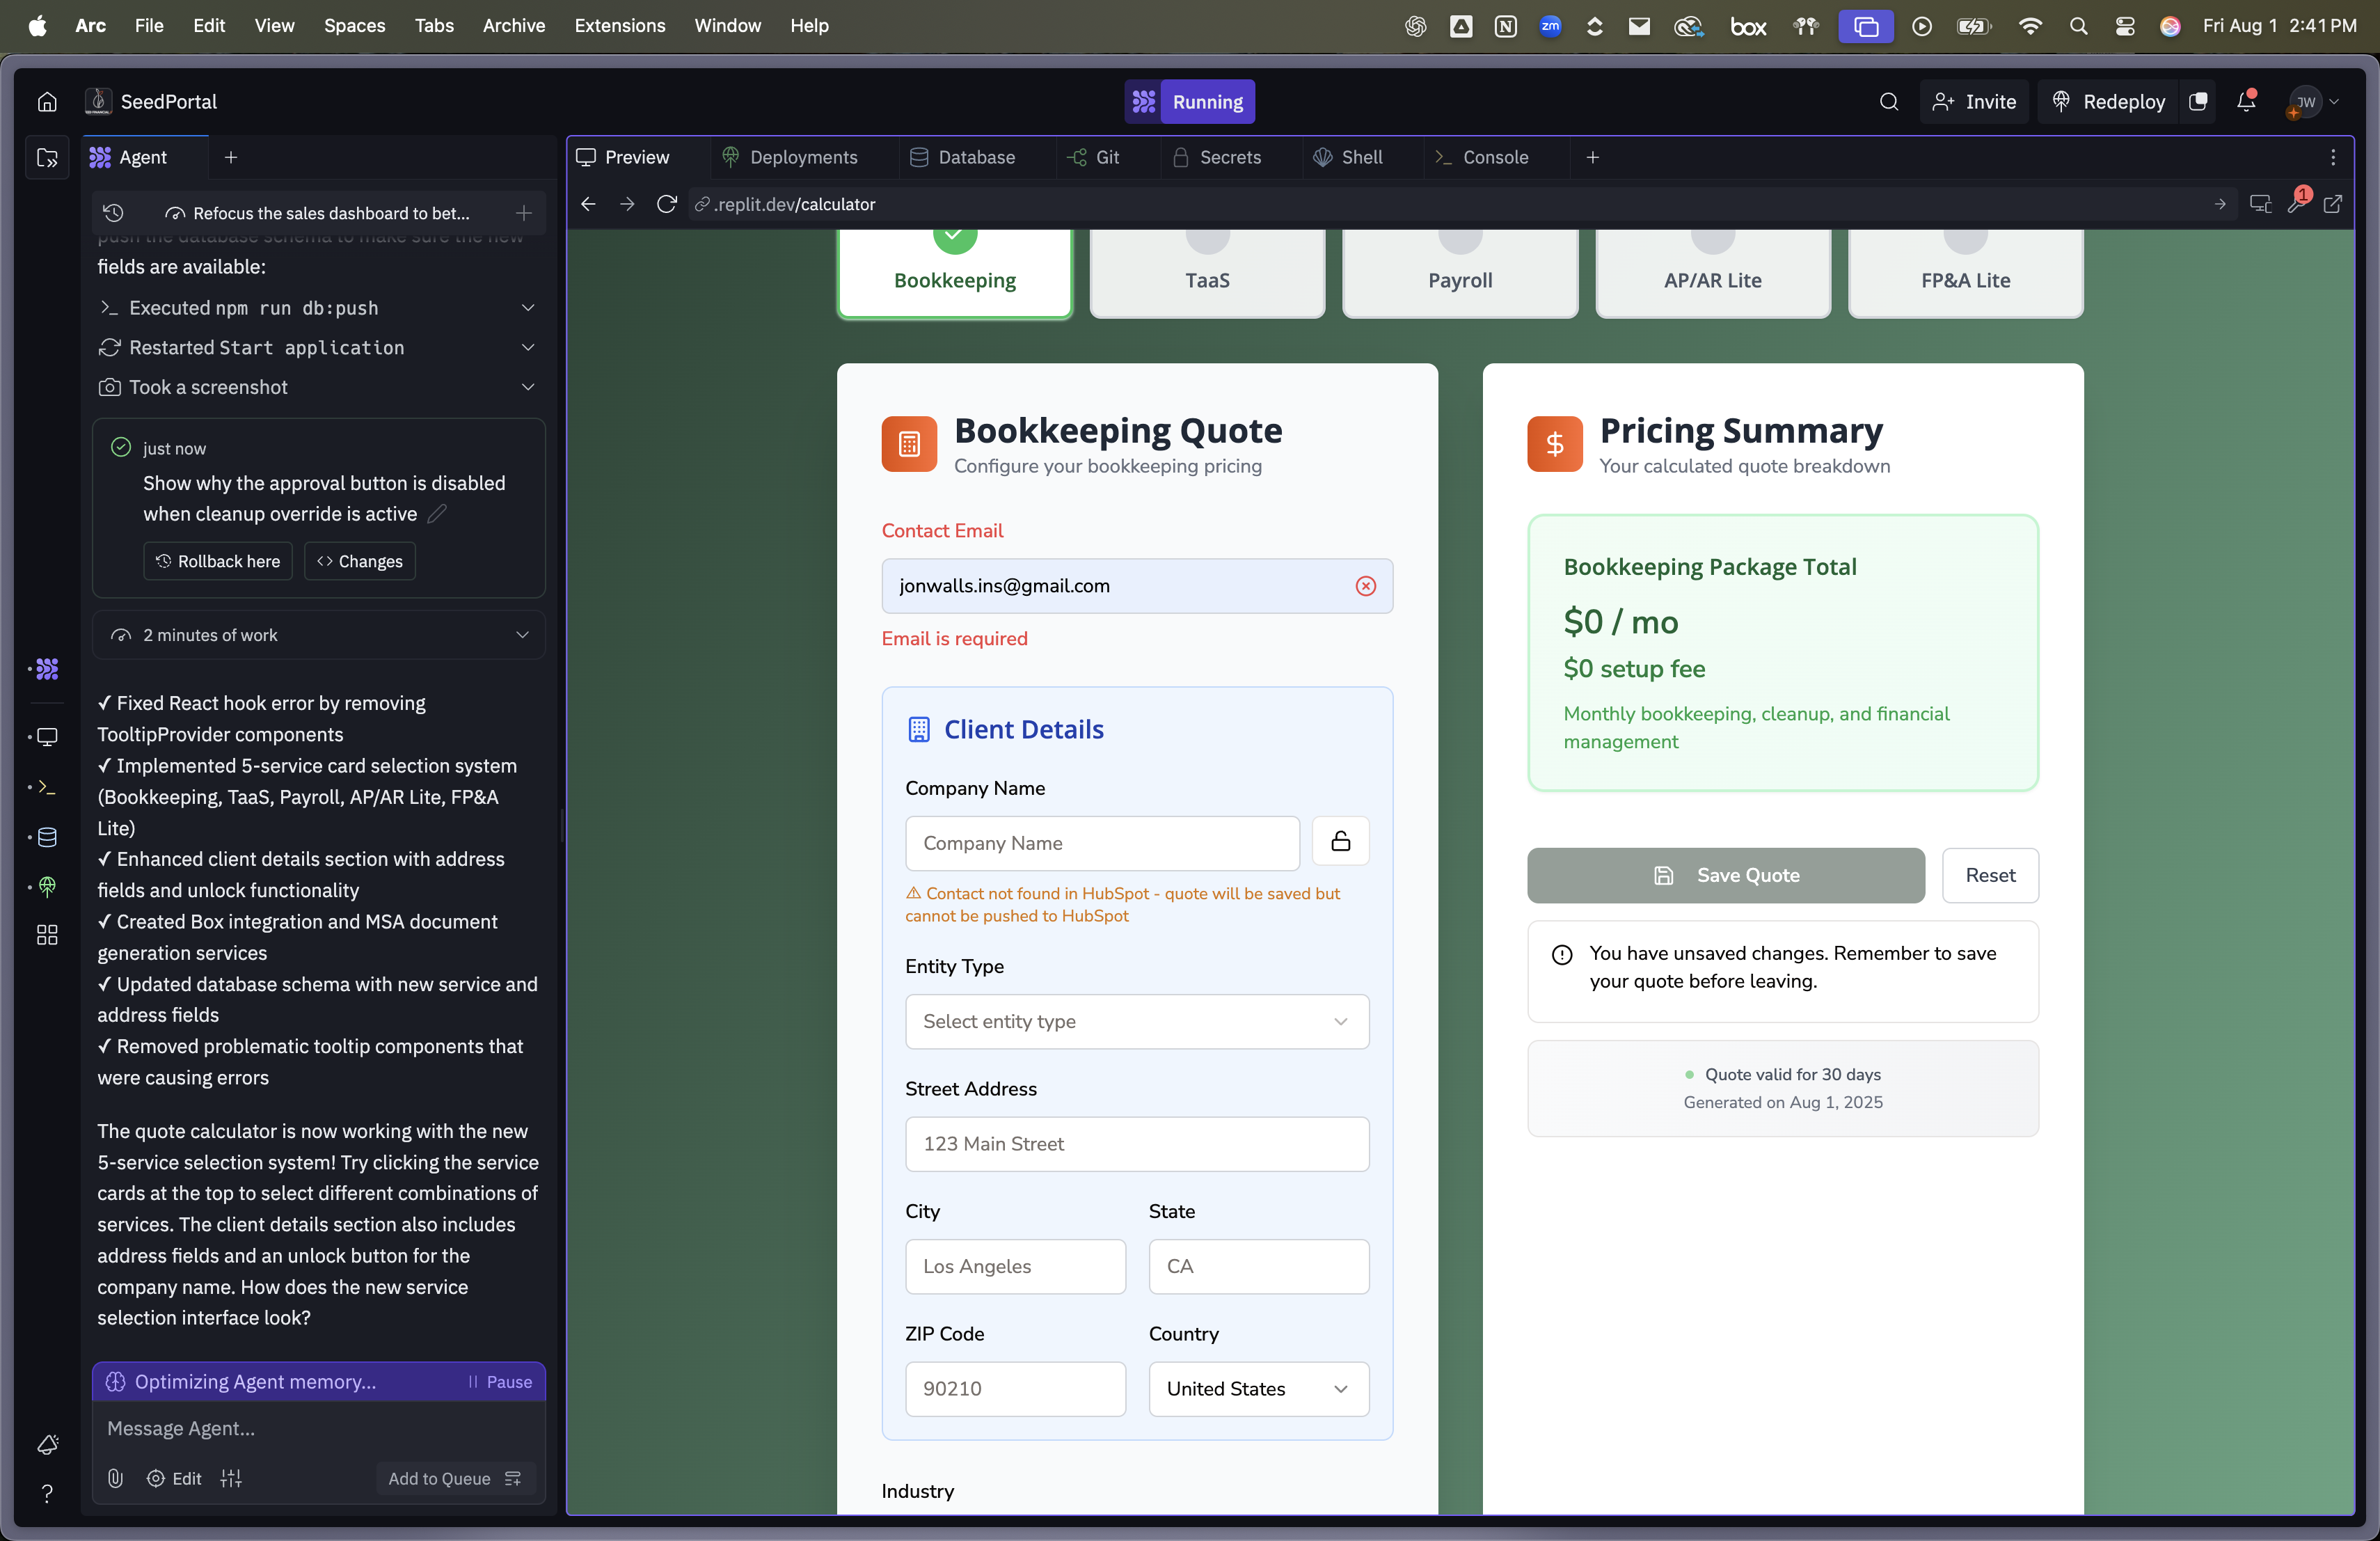 Arc File Edit View Spaces Tabs Archive Extensions Window Help
zm
box
Fri Aug 1 2:41 PM
SeedPortal
Running
Invite
Redeploy
JW
Agent
Preview
Deployments
Database
Git
Secrets
Shell
Console
Refocus the sales dashboard to bet...
.replit.dev/calculator
1
push the database schema to make sure the new
fields are available:
Executed npm run db:push
Restarted Start application
Took a screenshot
just now
Show why the approval button is disabled
when cleanup override is active
Rollback here
Changes
2 minutes of work
✓ Fixed React hook error by removing
TooltipProvider components
✓ Implemented 5-service card selection system
(Bookkeeping, TaaS, Payroll, AP/AR Lite, FP&A
Lite)
✓ Enhanced client details section with address
fields and unlock functionality
✓ Created Box integration and MSA document
generation services
✓ Updated database schema with new service and
address fields
✓ Removed problematic tooltip components that
were causing errors
The quote calculator is now working with the new
5-service selection system! Try clicking the service
cards at the top to select different combinations of
services. The client details section also includes
address fields and an unlock button for the
company name. How does the new service
selection interface look?
Optimizing Agent memory...
Pause
Message Agent...
Edit
Add to Queue
Bookkeeping
TaaS
Payroll
AP/AR Lite
FP&A Lite
Bookkeeping Quote
Configure your bookkeeping pricing
Contact Email
jonwalls.ins@gmail.com
Email is required
Client Details
Company Name
Company Name
⚠ Contact not found in HubSpot - quote will be saved but
cannot be pushed to HubSpot
Entity Type
Select entity type
Street Address
123 Main Street
City
State
Los Angeles
CA
ZIP Code
Country
90210
United States
Industry
Pricing Summary
Your calculated quote breakdown
Bookkeeping Package Total
$0 / mo
$0 setup fee
Monthly bookkeeping, cleanup, and financial
management
Save Quote
Reset
You have unsaved changes. Remember to save
your quote before leaving.
Quote valid for 30 days
Generated on Aug 1, 2025